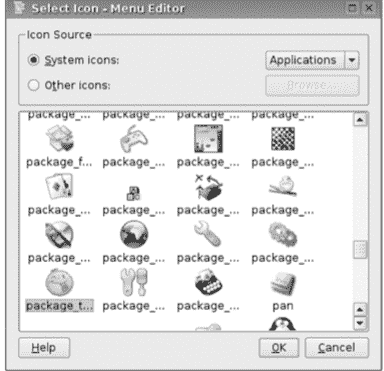 Select Icon - Menu Editor
Icon Source
System icons:
Applications
Other icons:
Browse...
package_... package_... package_... package_...
package_f... package_... package_... package_...
package_... package_... package_... package_...
package_... package_... package_... package_...
package_t... package_... package_... pan
Help
OK
Cancel